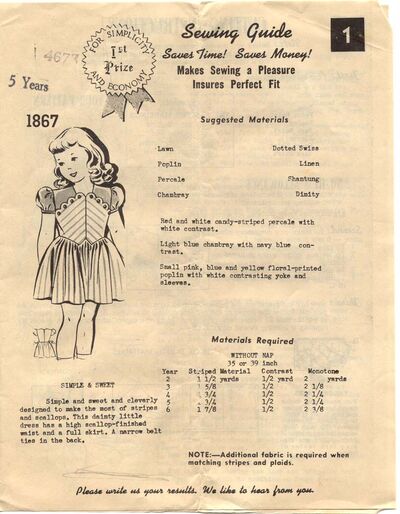 Sewing Guide
Saves Time! Saves Money!
Makes Sewing a Pleasure
Insures Perfect Fit
1
FOR SIMPLICITY
1st
Prize
AND ECONOMY
4677
5 Years
1867
Suggested Materials
Lawn Dotted Swiss
Poplin Linen
Percale Shantung
Chambray Dimity
Red and white candy-striped percale with
white contrast.
Light blue chambray with navy blue con-
trast.
Small pink, blue and yellow floral-printed
poplin with white contrasting yoke and
sleeves.
Materials Required
WITHOUT NAP
35 or 39 inch
Year Striped Material Contrast Monotone
2 1 1/2 yards 1/2 yard 2 yards
3 1 5/8 1/2 2 1/8
4 1 3/4 1/2 2 1/4
5 1 3/4 1/2 2 1/4
6 1 7/8 1/2 2 3/8
SIMPLE & SWEET
Simple and sweet and cleverly
designed to make the most of stripes
and scallops. This dainty little
dress has a high scallop-finished
waist and a full skirt. A narrow belt
ties in the back.
NOTE:—Additional fabric is required when
matching stripes and plaids.
Please write us your results. We like to hear from you.